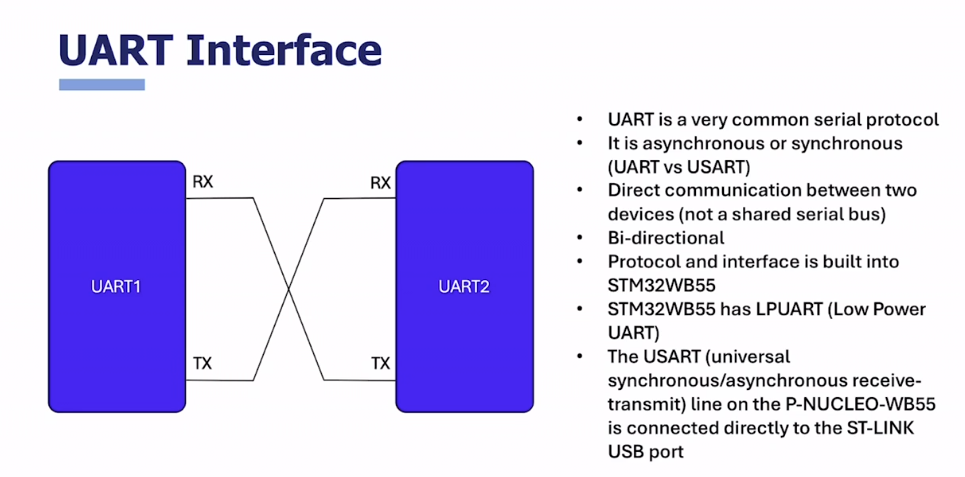 UART Interface
RX
RX
UART1
UART2
TX
TX
• UART is a very common serial protocol
• It is asynchronous or synchronous
(UART vs USART)
• Direct communication between two
devices (not a shared serial bus)
• Bi-directional
• Protocol and interface is built into
STM32WB55
• STM32WB55 has LPUART (Low Power
UART)
• The USART (universal
synchronous/asynchronous receive-
transmit) line on the P-NUCLEO-WB55
is connected directly to the ST-LINK
USB port